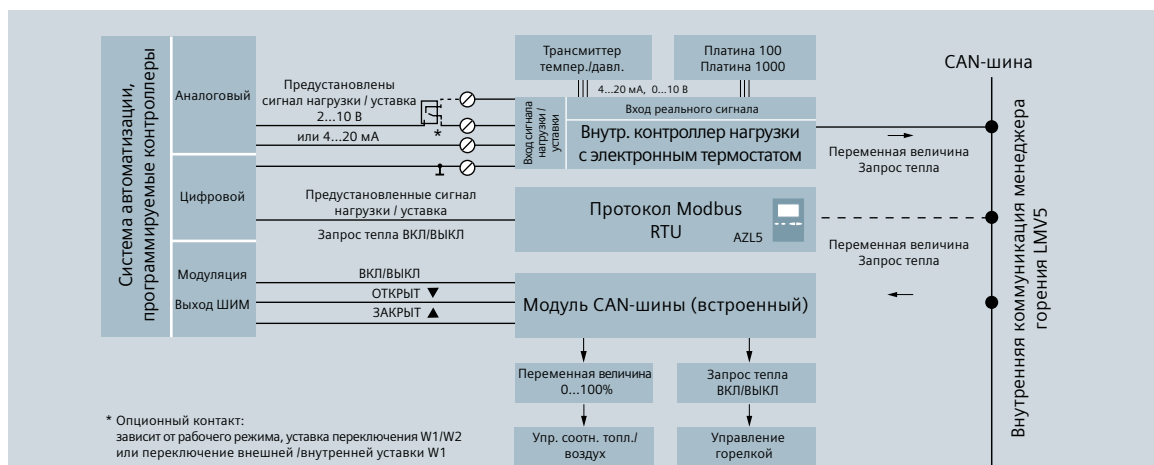 Система автоматизации,
программируемые контроллеры
Аналоговый
Цифровой
Модуляция
Выход ШИМ
Предустановлены
сигнал нагрузки / уставка
2...10 В
или 4...20 мА
*
Предустановленные сигнал
нагрузки / уставка
Запрос тепла ВКЛ/ВЫКЛ
ВКЛ/ВЫКЛ
ОТКРЫТ ▼
ЗАКРЫТ ▲
Трансмиттер
темпер./давл.
Платина 100
Платина 1000
4...20 мА, 0...10 В
Вход сигнала
нагрузки /
уставки
Вход реального сигнала
Внутр. контроллер нагрузки
с электронным термостатом
Протокол Modbus
RTU
AZL5
Модуль CAN-шины (встроенный)
Переменная величина
0...100%
Запрос тепла
ВКЛ/ВЫКЛ
Упр. соотн. топл./
воздух
Управление
горелкой
CAN-шина
Переменная величина
Запрос тепла
Переменная величина
Запрос тепла
Внутренняя коммуникация менеджера
горения LMV5
* Опционный контакт:
зависит от рабочего режима, уставка переключения W1/W2
или переключение внешней /внутренней уставки W1